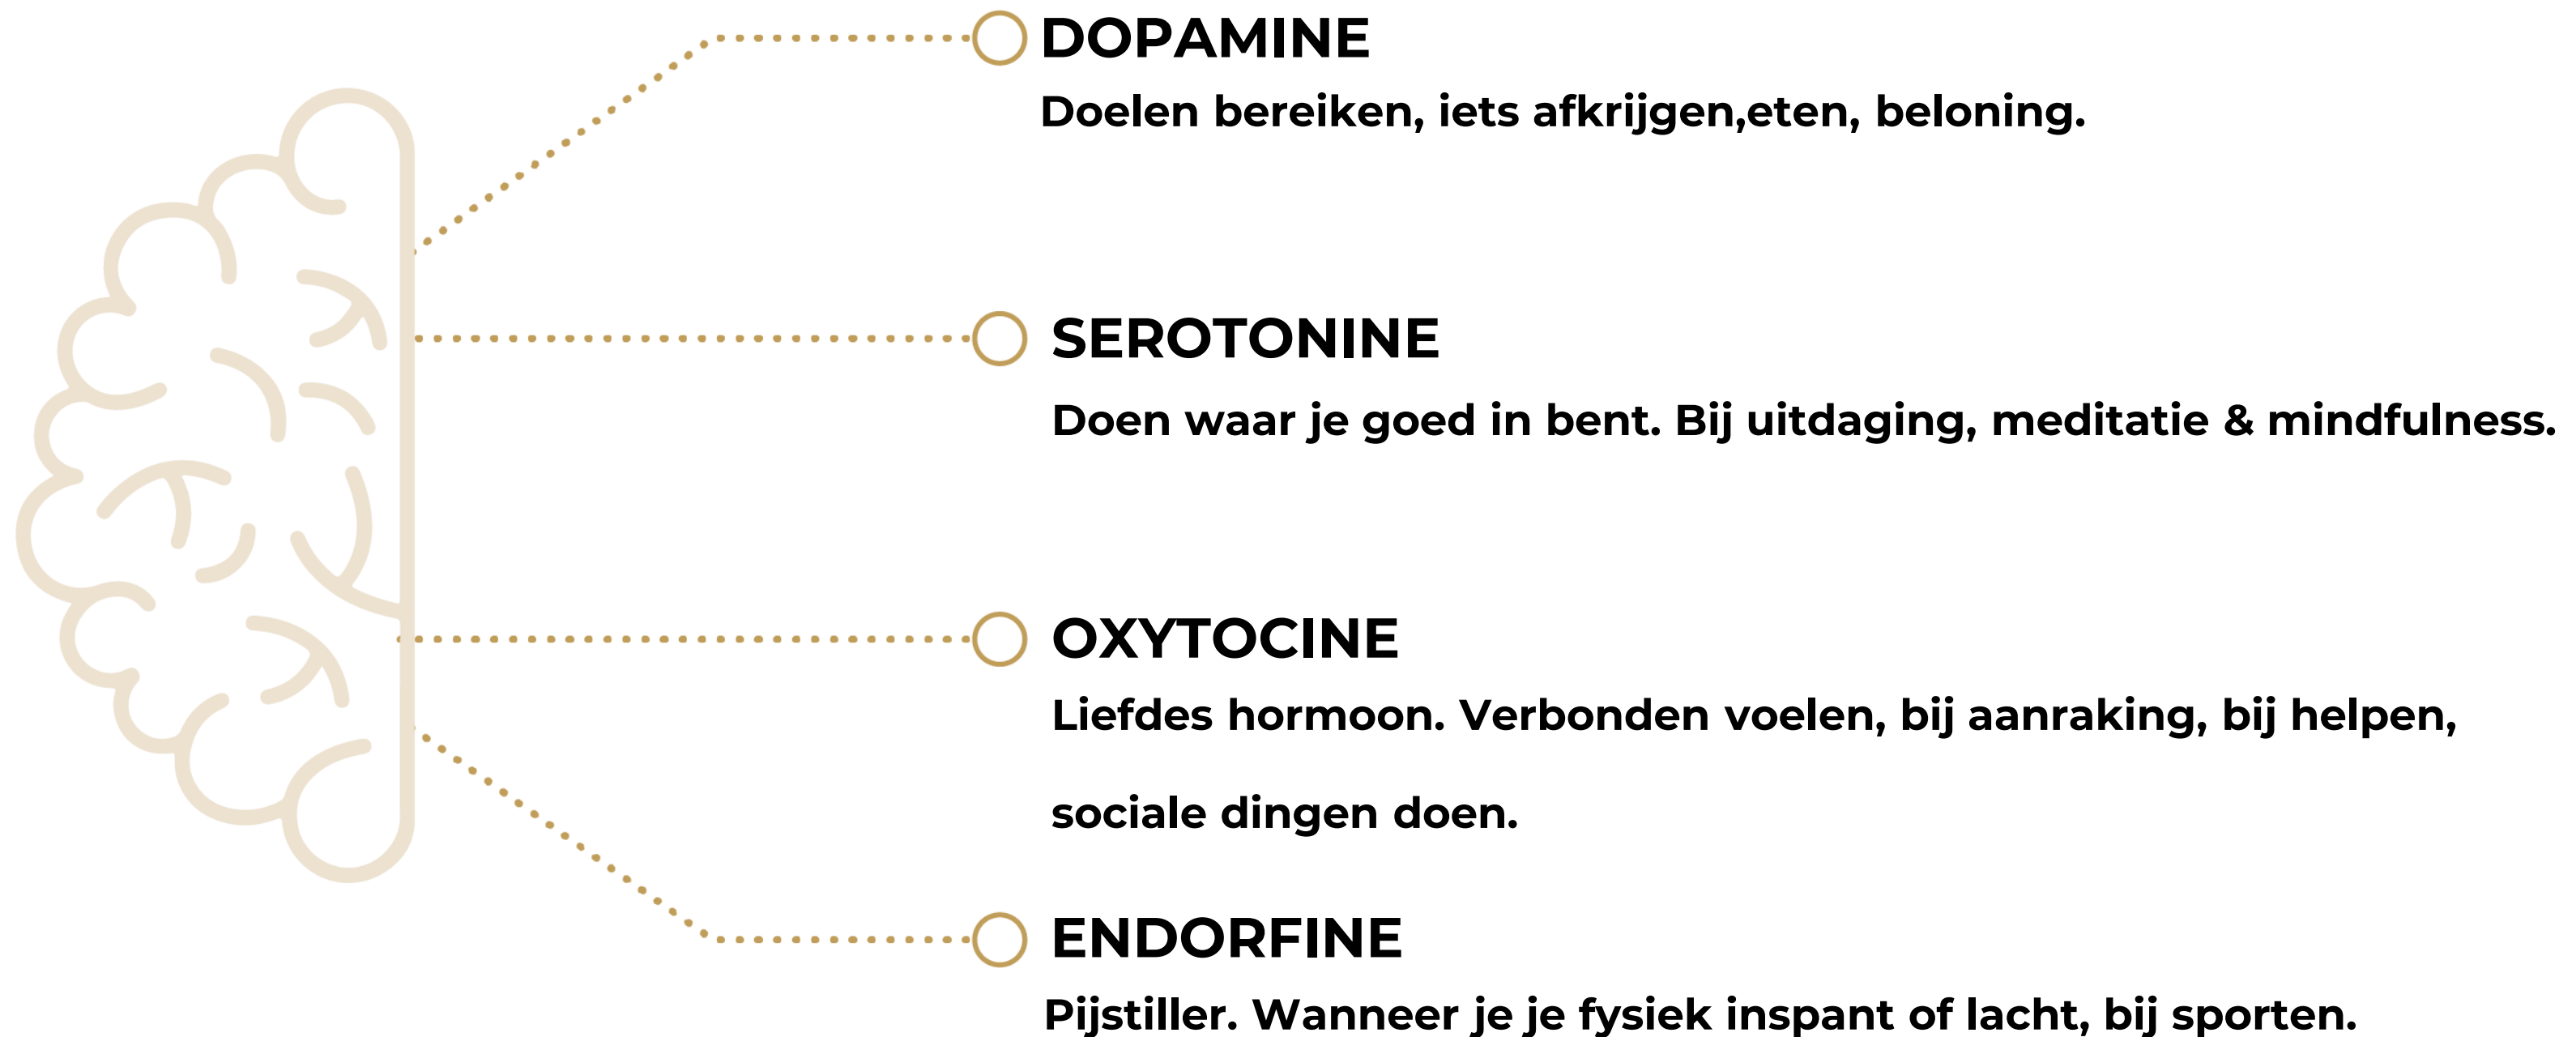 DOPAMINE
Doelen bereiken, iets afkrijgen,eten, beloning.
SEROTONINE
Doen waar je goed in bent. Bij uitdaging, meditatie & mindfulness.
OXYTOCINE
Liefdes hormoon. Verbonden voelen, bij aanraking, bij helpen,
sociale dingen doen.
ENDORFINE
Pijstiller. Wanneer je je fysiek inspant of lacht, bij sporten.